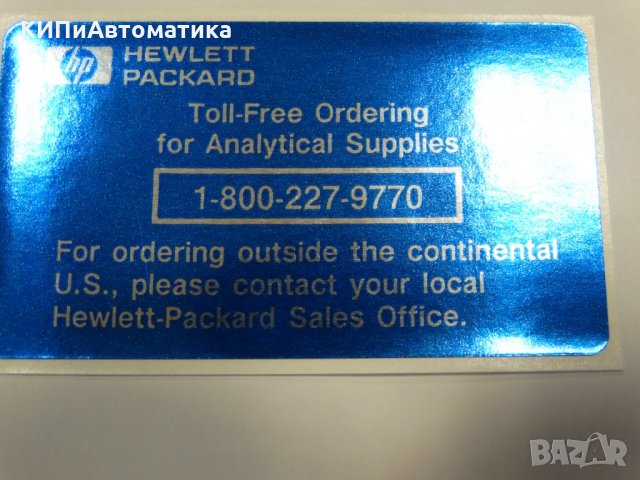 КИПиАвтоматика
hp HEWLETT
PACKARD
Toll-Free Ordering
for Analytical Supplies
1-800-227-9770
For ordering outside the continental
U.S., please contact your local
Hewlett-Packard Sales Office.
BAZAR